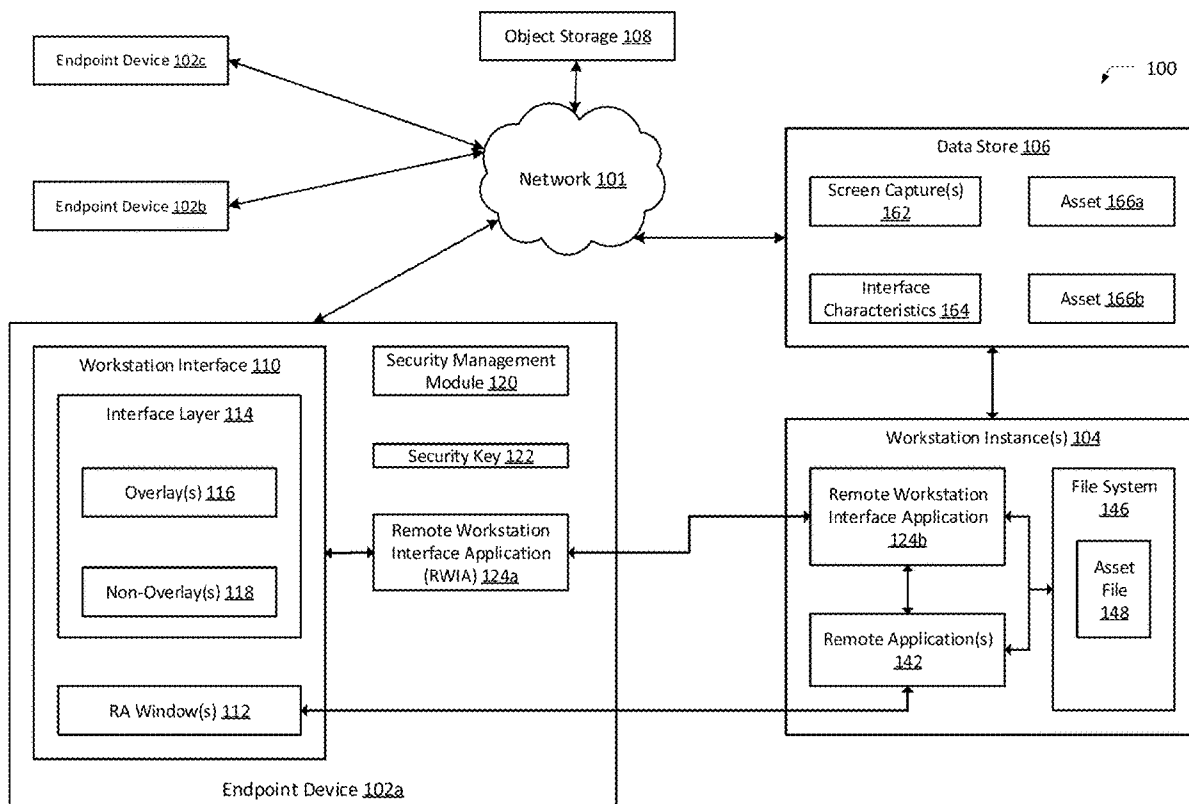 Object Storage 108
Endpoint Device 102c
100
Data Store 106
Network 101
Screen Capture(s)
162
Asset 166a
Endpoint Device 102b
Interface
Characteristics 164
Asset 166b
Workstation Interface 110
Security Management
Module 120
Interface Layer 114
Workstation Instance(s) 104
Security Key 122
Overlay(s) 116
Remote Workstation
Interface Application
124b
File System
146
Remote Workstation
Interface Application
(RWIA) 124a
Asset
File
148
Non-Overlay(s) 118
Remote Application(s)
142
RA Window(s) 112
Endpoint Device 102a